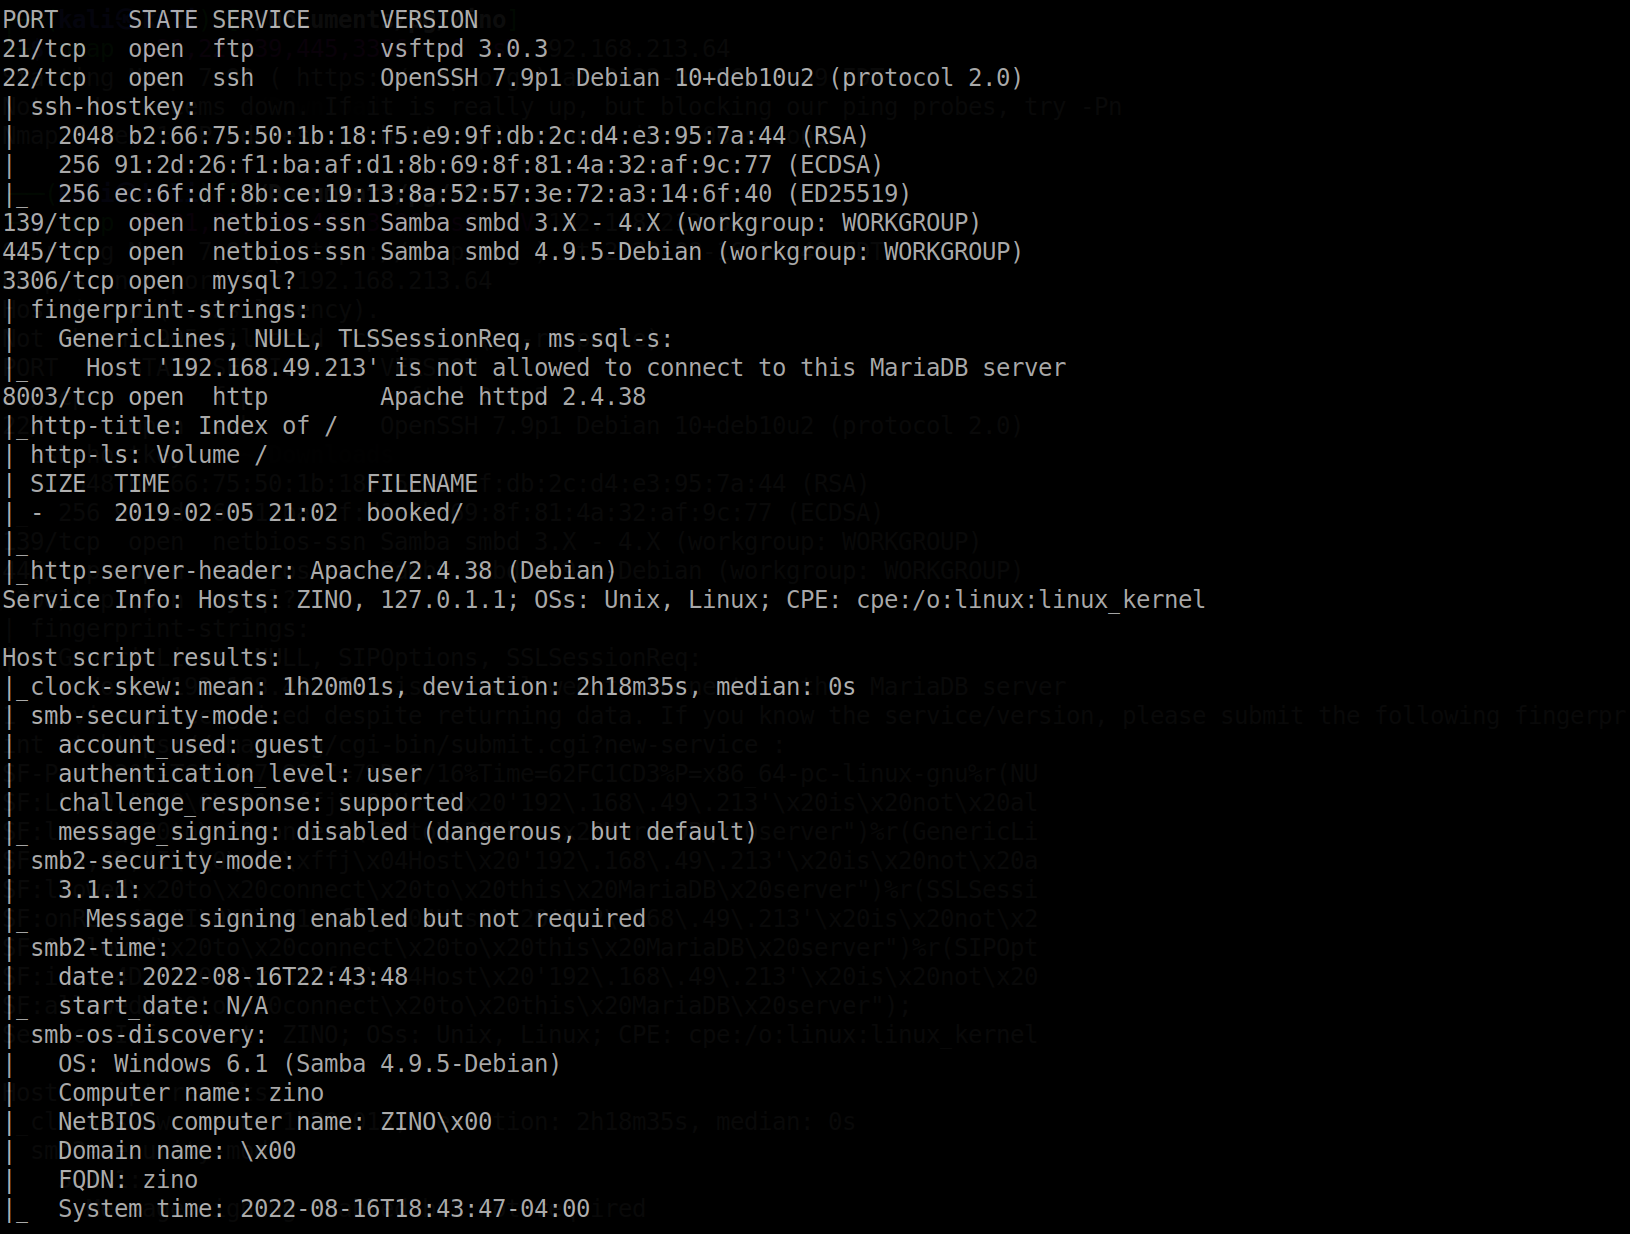 PORT     STATE SERVICE     VERSION
21/tcp   open  ftp         vsftpd 3.0.3
22/tcp   open  ssh         OpenSSH 7.9p1 Debian 10+deb10u2 (protocol 2.0)
| ssh-hostkey:
|   2048 b2:66:75:50:1b:18:f5:e9:9f:db:2c:d4:e3:95:7a:44 (RSA)
|   256 91:2d:26:f1:ba:af:d1:8b:69:8f:81:4a:32:af:9c:77 (ECDSA)
|_  256 ec:6f:df:8b:ce:19:13:8a:52:57:3e:72:a3:14:6f:40 (ED25519)
139/tcp  open  netbios-ssn Samba smbd 3.X - 4.X (workgroup: WORKGROUP)
445/tcp  open  netbios-ssn Samba smbd 4.9.5-Debian (workgroup: WORKGROUP)
3306/tcp open  mysql?
| fingerprint-strings:
|   GenericLines, NULL, TLSSessionReq, ms-sql-s:
|_    Host '192.168.49.213' is not allowed to connect to this MariaDB server
8003/tcp open  http        Apache httpd 2.4.38
|_http-title: Index of /
| http-ls: Volume /
| SIZE  TIME              FILENAME
| -     2019-02-05 21:02  booked/
|_
|_http-server-header: Apache/2.4.38 (Debian)
Service Info: Hosts: ZINO, 127.0.1.1; OSs: Unix, Linux; CPE: cpe:/o:linux:linux_kernel

Host script results:
|_clock-skew: mean: 1h20m01s, deviation: 2h18m35s, median: 0s
| smb-security-mode:
|   account_used: guest
|   authentication_level: user
|   challenge_response: supported
|_  message_signing: disabled (dangerous, but default)
| smb2-security-mode:
|   3.1.1:
|_    Message signing enabled but not required
| smb2-time:
|   date: 2022-08-16T22:43:48
|_  start_date: N/A
| smb-os-discovery:
|   OS: Windows 6.1 (Samba 4.9.5-Debian)
|   Computer name: zino
|   NetBIOS computer name: ZINO\x00
|   Domain name: \x00
|   FQDN: zino
|_  System time: 2022-08-16T18:43:47-04:00